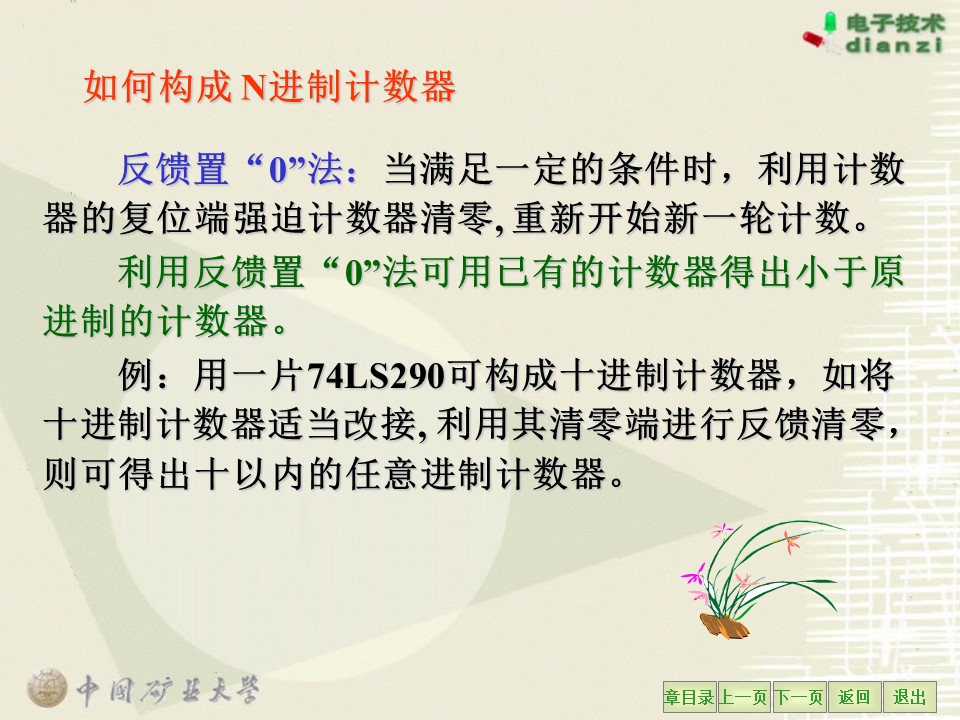 电子技术
dianzi
如何构成 N进制计数器
反馈置“0”法：当满足一定的条件时，利用计数
器的复位端强迫计数器清零, 重新开始新一轮计数。
利用反馈置“0”法可用已有的计数器得出小于原
进制的计数器。
例：用一片74LS290可构成十进制计数器，如将
十进制计数器适当改接, 利用其清零端进行反馈清零，
则可得出十以内的任意进制计数器。
中国矿业大学
章目录 上一页 下一页 返回 退出